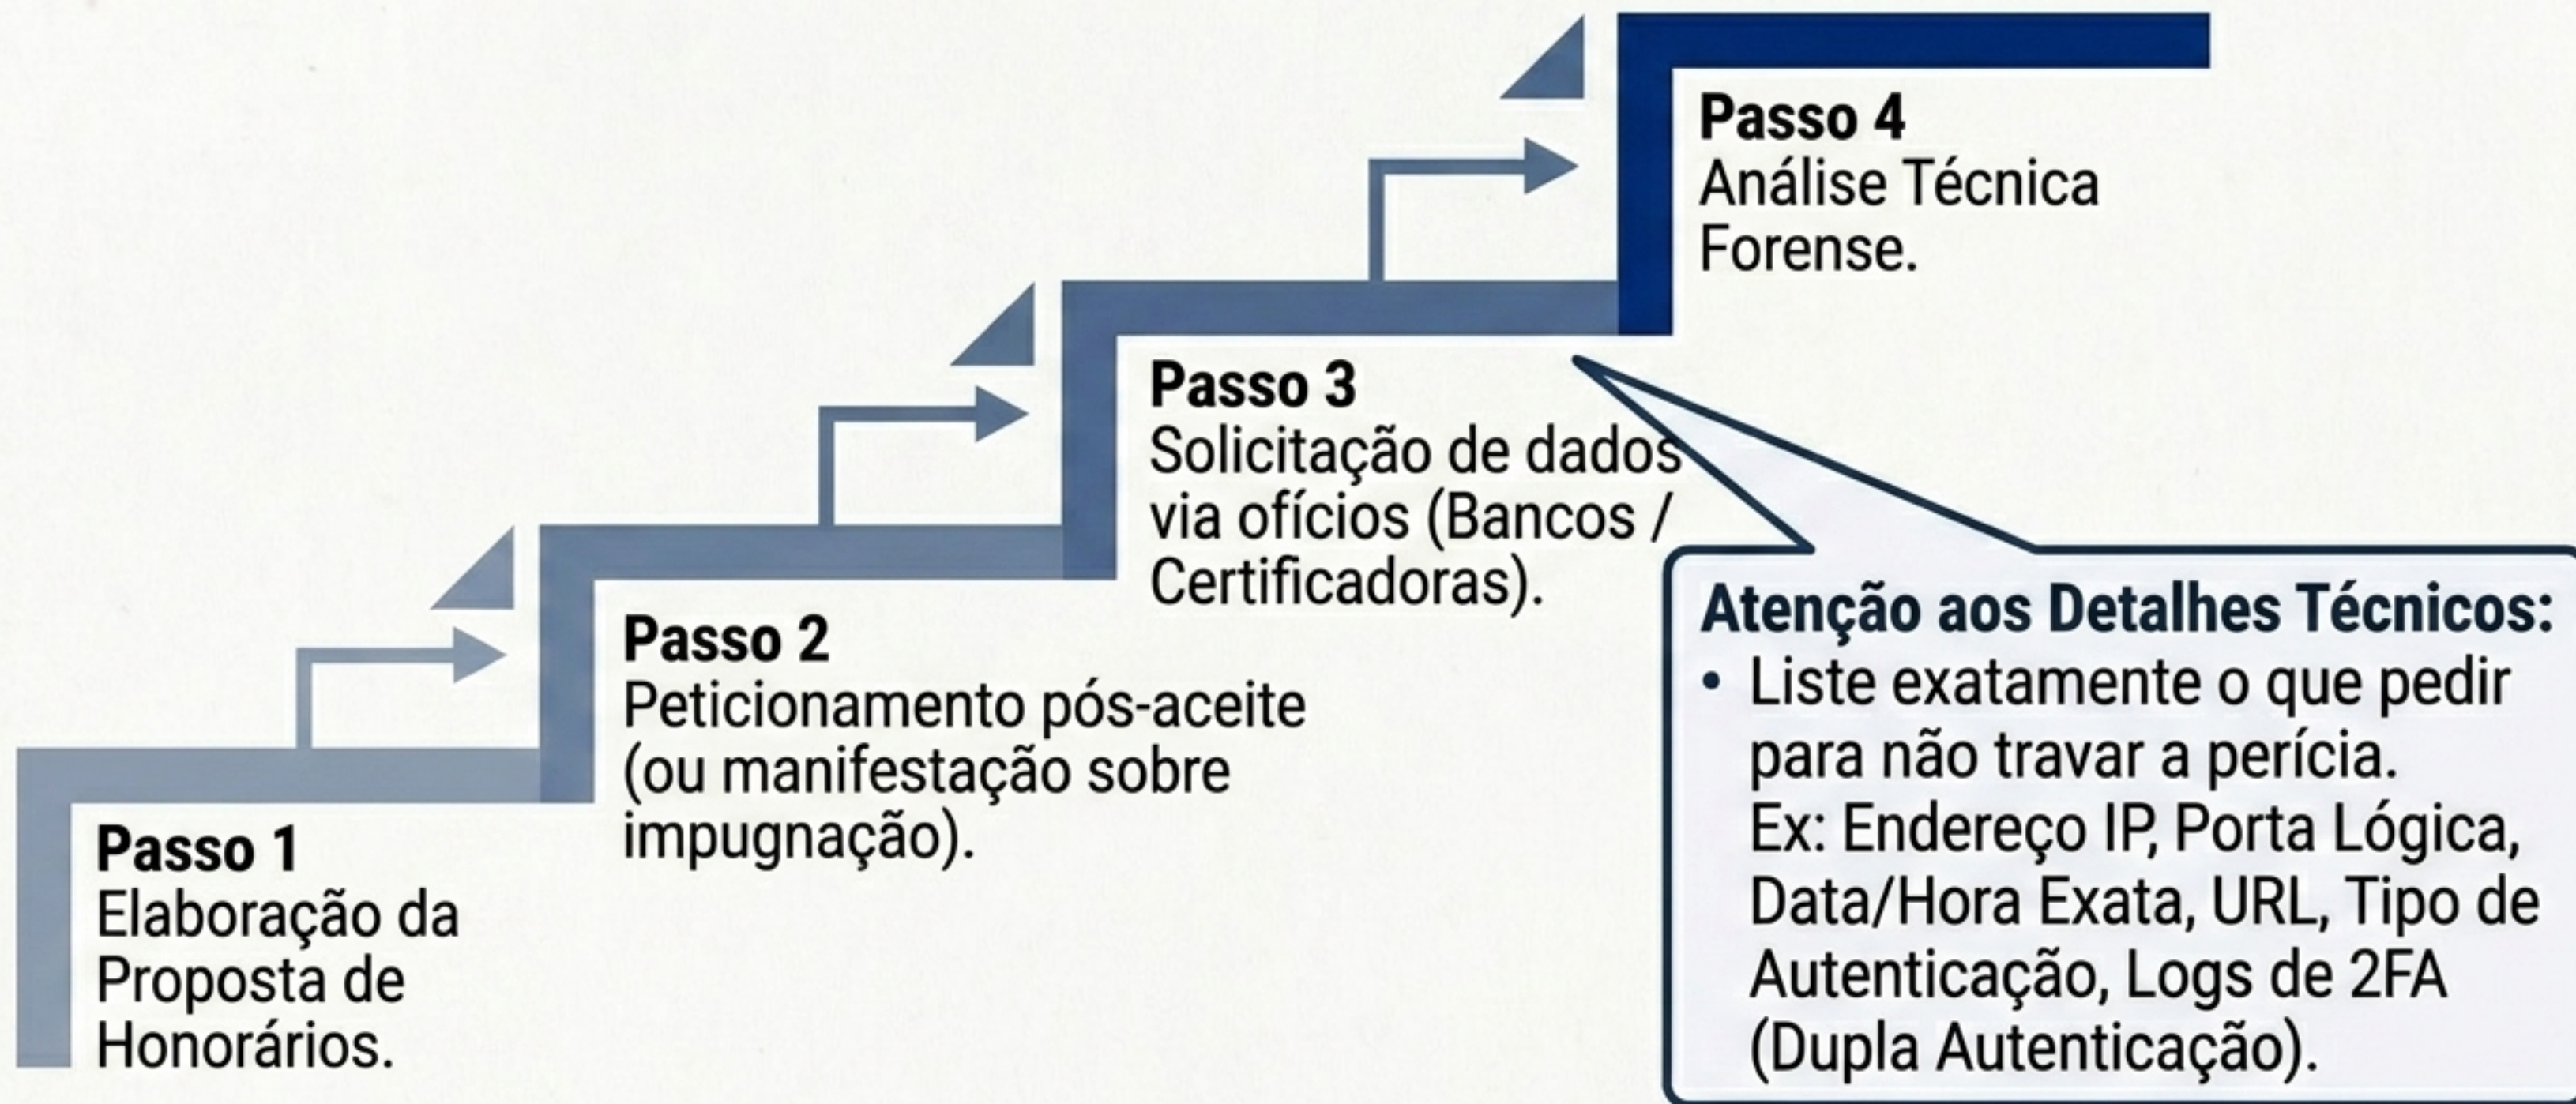 Passo 1
Elaboração da
Proposta de
Honorários.
Passo 2
Peticionamento pós-aceite
(ou manifestação sobre
impugnação).
Passo 3
Solicitação de dados
via ofícios (Bancos /
Certificadoras).
Passo 4
Análise Técnica
Forense.
Atenção aos Detalhes Técnicos:
• Liste exatamente o que pedir
para não travar a perícia.
Ex: Endereço IP, Porta Lógica,
Data/Hora Exata, URL, Tipo de
Autenticação, Logs de 2FA
(Dupla Autenticação).